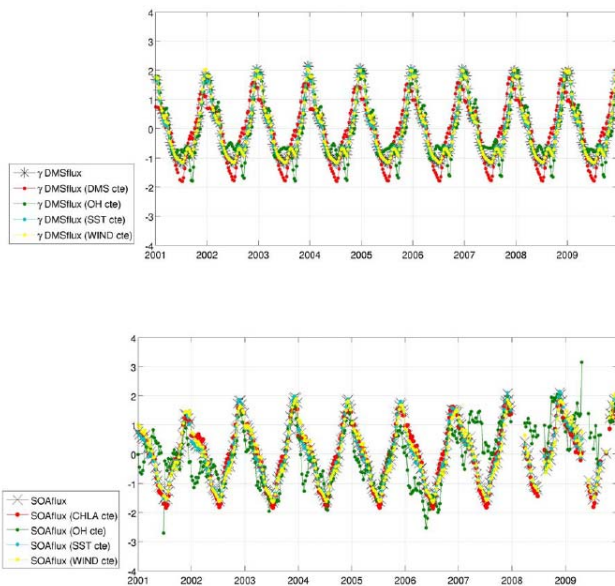 4
3
2
1
0
-1
-2
-3
-4
2001 2002 2003 2004 2005 2006 2007 2008 2009
γ DMSflux
γ DMSflux (DMS cte)
γ DMSflux (OH cte)
γ DMSflux (SST cte)
γ DMSflux (WIND cte)
4
3
2
1
0
-1
-2
-3
-4
2001 2002 2003 2004 2005 2006 2007 2008 2009
SOAflux
SOAflux (CHLA cte)
SOAflux (OH cte)
SOAflux (SST cte)
SOAflux (WIND cte)